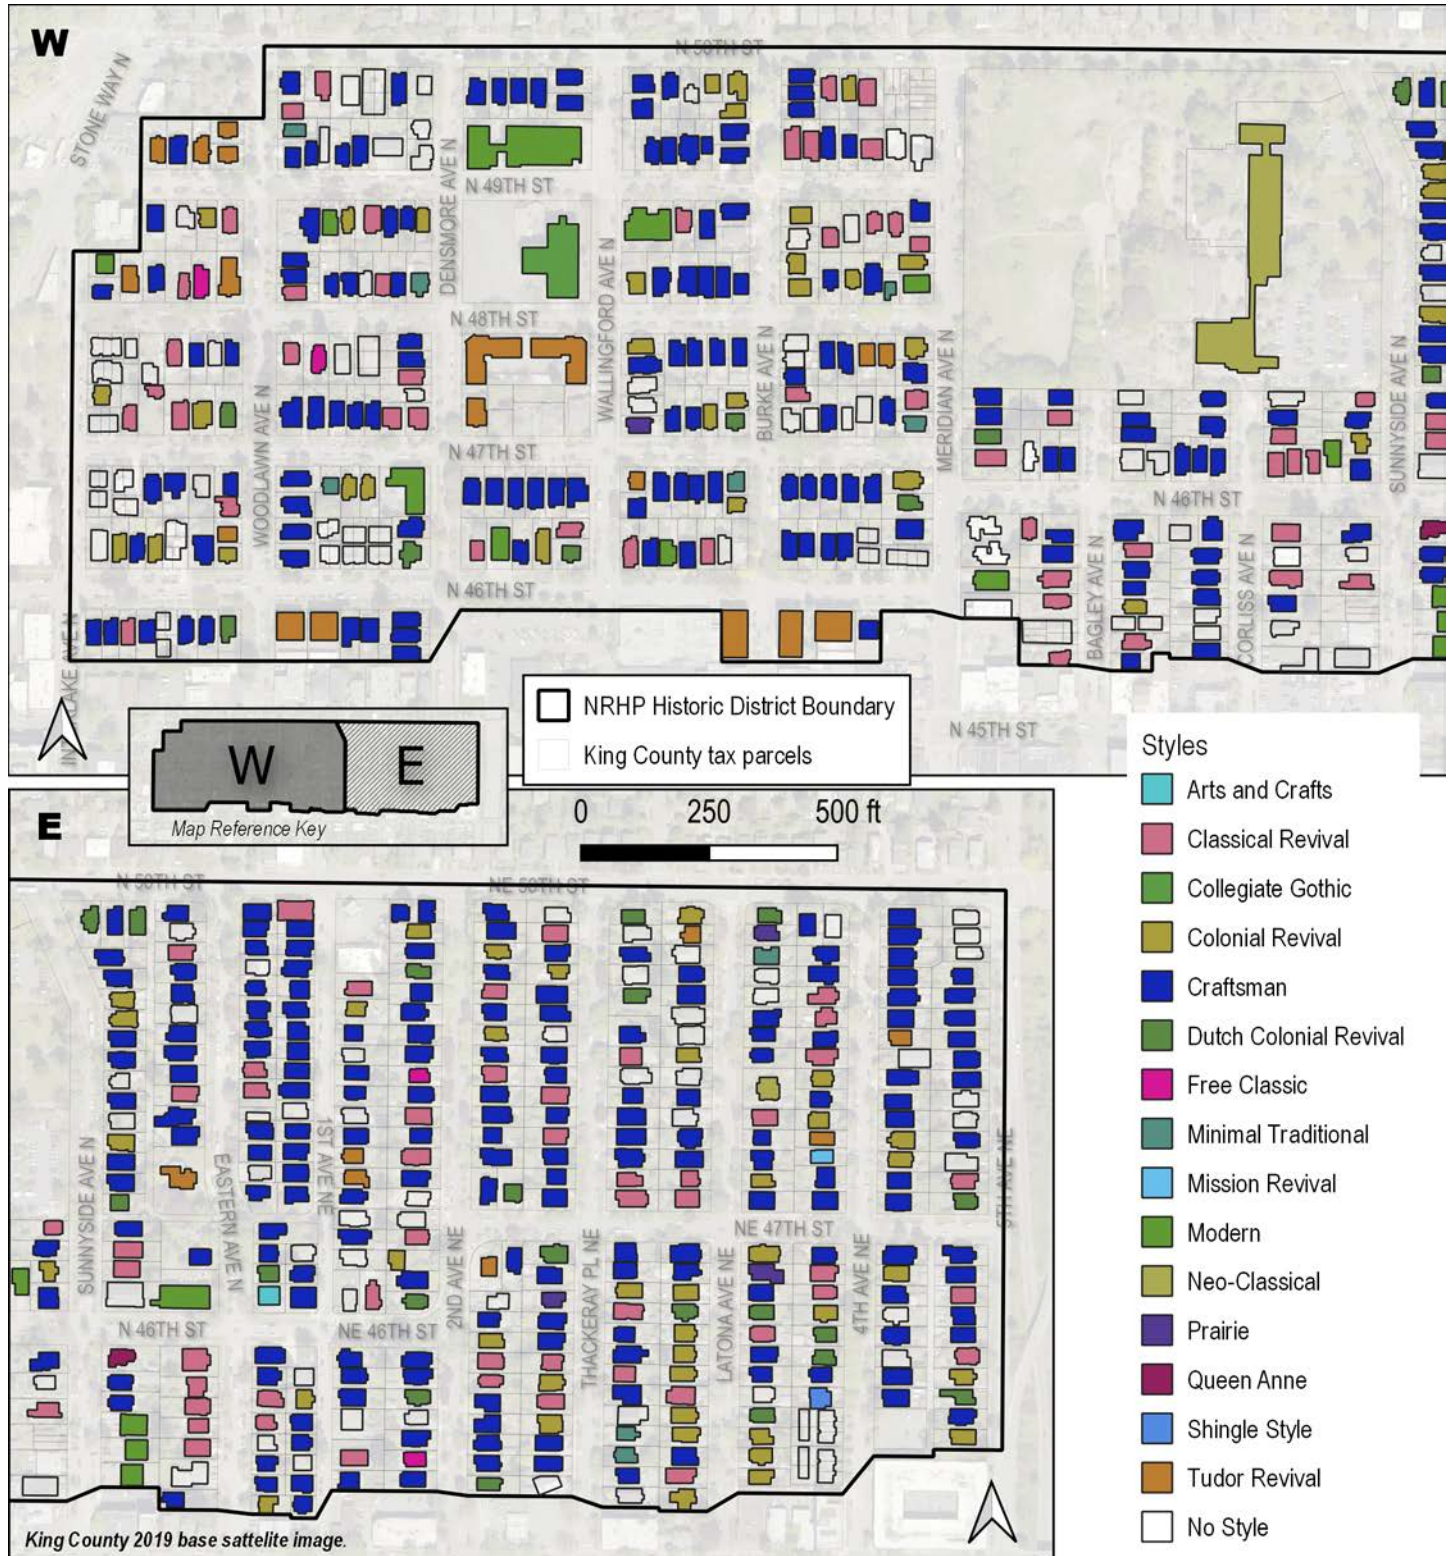 W
N 50TH ST
STONE WAY N
N 49TH ST
DENSMORE AVE N
WALLINGFORD AVE N
N 48TH ST
WOODLAWN AVE N
BURKE AVE N
MERIDIAN AVE N
SUNNYSIDE AVE N
N 47TH ST
N 46TH ST
N 46TH ST
BAGLEY AVE N
CORLISS AVE N
N 45TH ST
NRHP Historic District Boundary
King County tax parcels
W
E
Map Reference Key
0
250
500 ft
Styles
Arts and Crafts
Classical Revival
Collegiate Gothic
Colonial Revival
Craftsman
Dutch Colonial Revival
Free Classic
Minimal Traditional
Mission Revival
Modern
Neo-Classical
Prairie
Queen Anne
Shingle Style
Tudor Revival
No Style
E
N 50TH ST
NE 50TH ST
SUNNYSIDE AVE N
EASTERN AVE N
1ST AVE NE
2ND AVE NE
THACKERAY PL NE
LATONA AVE NE
4TH AVE NE
5TH AVE NE
NE 47TH ST
N 46TH ST
NE 46TH ST
King County 2019 base sattelite image.